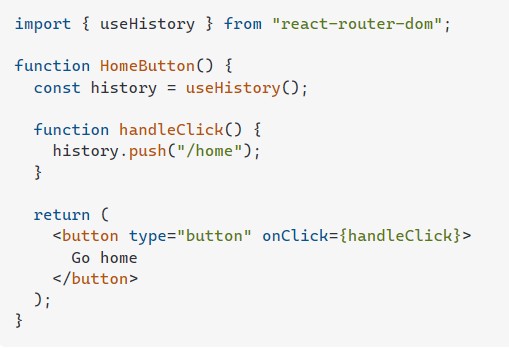 import { useHistory } from "react-router-dom";
function HomeButton() {
const history = useHistory();
function handleClick() {
history.push("/home");
}
return (
<button type="button" onClick={handleClick}>
Go home
</button>
);
}